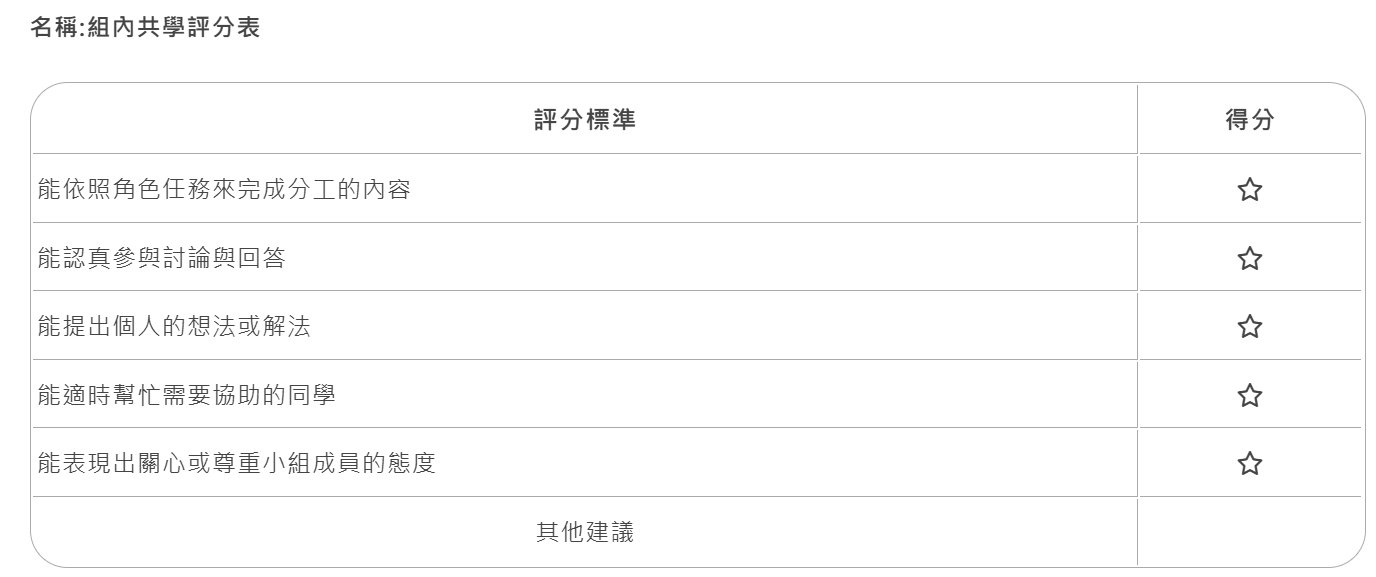 名稱:組內共學評分表
評分標準 得分
能依照角色任務來完成分工的內容 ☆
能認真參與討論與回答 ☆
能提出個人的想法或解法 ☆
能適時幫忙需要協助的同學 ☆
能表現出關心或尊重小組成員的態度 ☆
其他建議